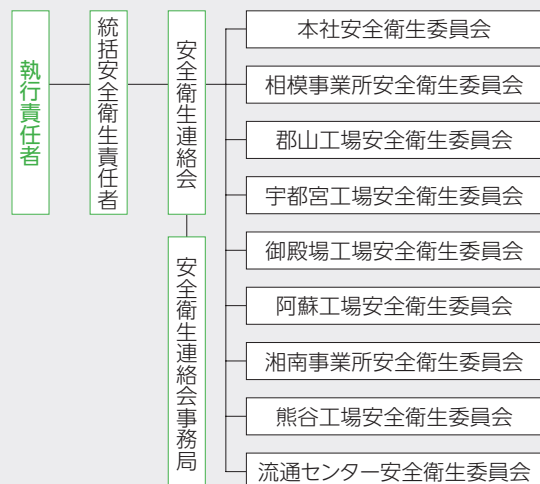 執行責任者
統括安全衛生責任者
安全衛生連絡会
安全衛生連絡会事務局
本社安全衛生委員会
相模事業所安全衛生委員会
郡山工場安全衛生委員会
宇都宮工場安全衛生委員会
御殿場工場安全衛生委員会
阿蘇工場安全衛生委員会
湘南事業所安全衛生委員会
熊谷工場安全衛生委員会
流通センター安全衛生委員会